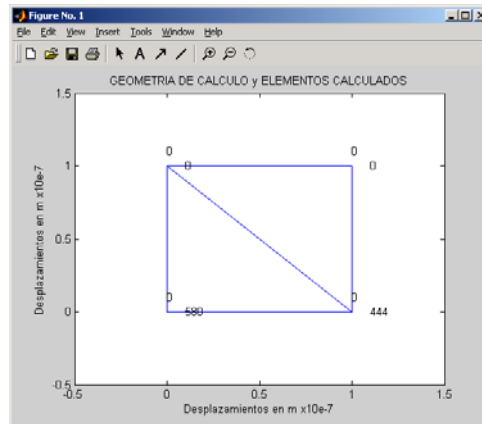 Figure No. 1
File Edit View Insert Tools Window Help
GEOMETRIA DE CALCULO y ELEMENTOS CALCULADOS
1.5
0 0
1 0 0
0.5
0 0
0 580 444
-0.5
-0.5 0 0.5 1 1.5
Desplazamientos en m x10e-7
Desplazamientos en m x10e-7